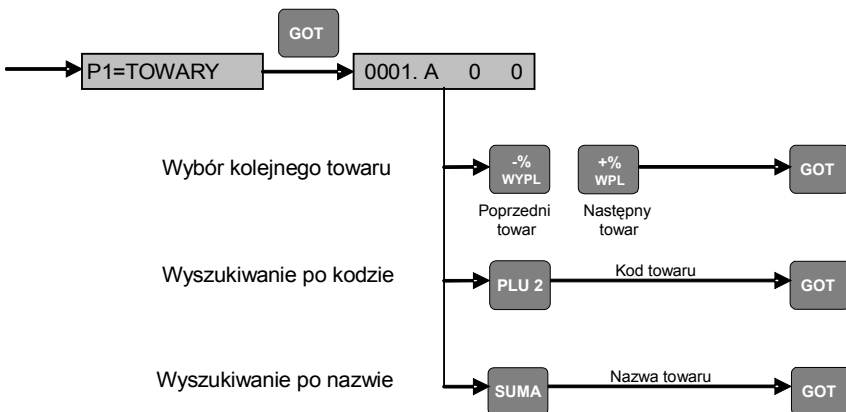 GOT
P1=TOWARY
0001. A 0 0
Wybór kolejnego towaru
-%
WYPL
+%
WPL
GOT
Poprzedni
towar
Następny
towar
Wyszukiwanie po kodzie
PLU 2
Kod towaru
GOT
Wyszukiwanie po nazwie
SUMA
Nazwa towaru
GOT